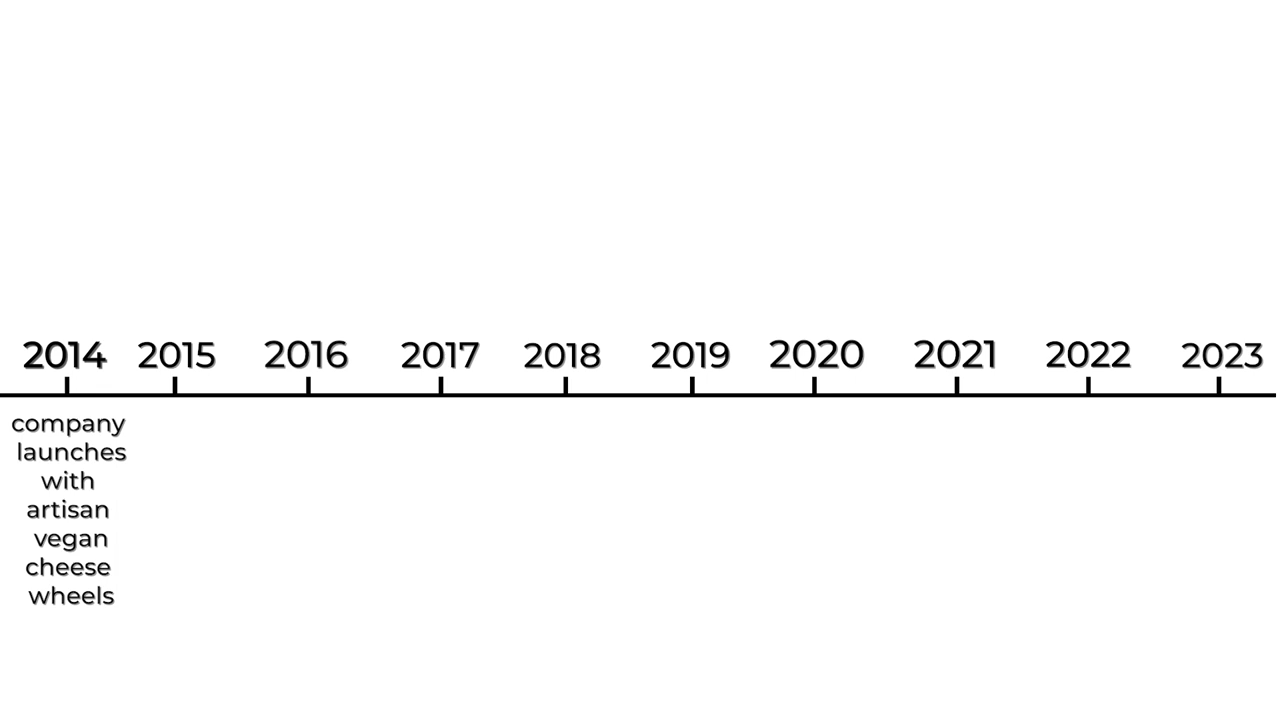 2014 2015 2016 2017 2018 2019 2020 2021 2022 2023
company
launches
with
artisan
vegan
cheese
wheels